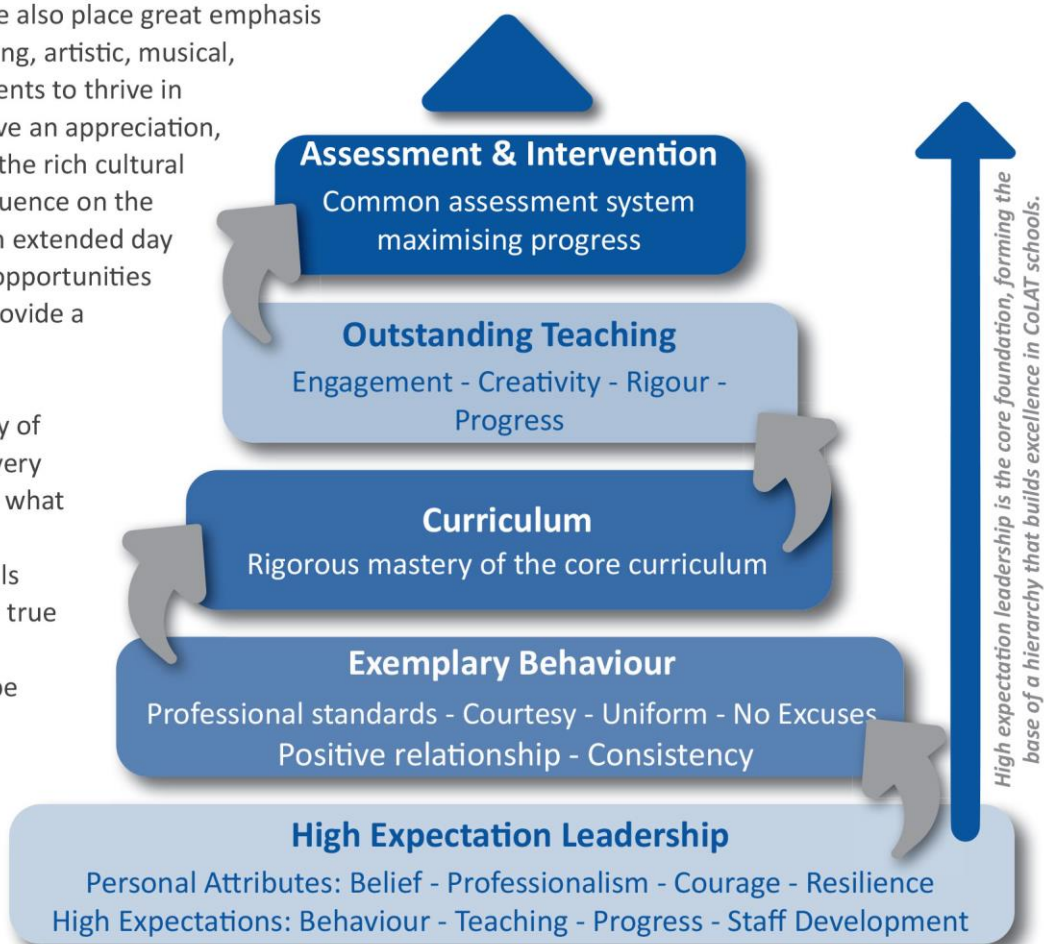 e also place great emphasis
ng, artistic, musical,
ents to thrive in
ve an appreciation,
the rich cultural
uence on the
n extended day
opportunities
rovide a
y of
very
what
ls
true
be
Assessment & Intervention
Common assessment system
maximising progress
Outstanding Teaching
Engagement - Creativity - Rigour -
Progress
Curriculum
Rigorous mastery of the core curriculum
Exemplary Behaviour
Professional standards - Courtesy - Uniform - No Excuses
Positive relationship - Consistency
High Expectation Leadership
Personal Attributes: Belief - Professionalism - Courage - Resilience
High Expectations: Behaviour - Teaching - Progress - Staff Development
High expectation leadership is the core foundation, forming the
base of a hierarchy that builds excellence in CoLAT schools.